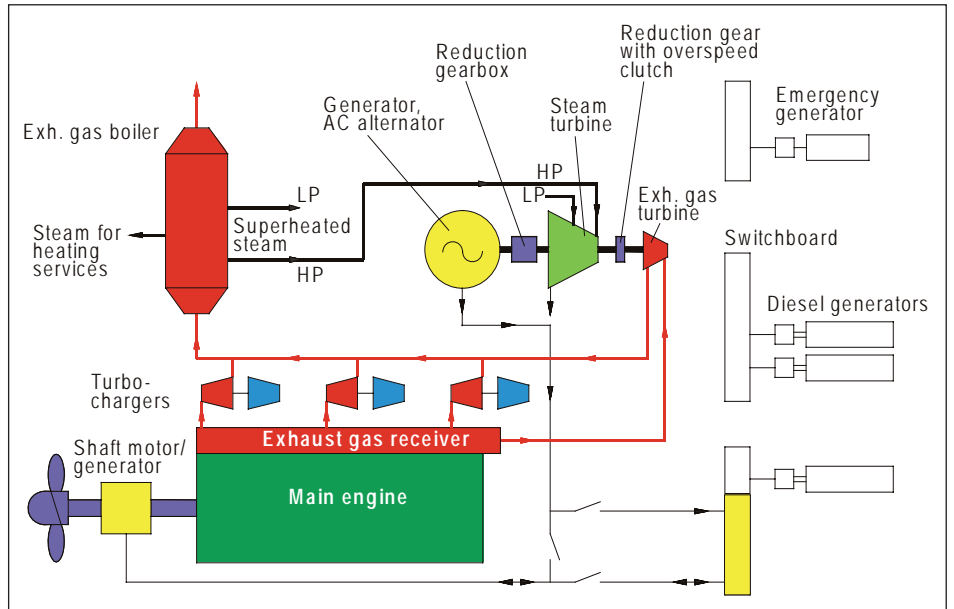 Reduction gear
with overspeed
clutch
Reduction
gearbox
Emergency
generator
Generator,
AC alternator
Steam
turbine
Exh. gas boiler
HP
LP
Exh. gas
turbine
LP
Steam for
heating
services
Superheated
steam
HP
Switchboard
Diesel generators
Turbo-
chargers
Exhaust gas receiver
Shaft motor/
generator
Main engine